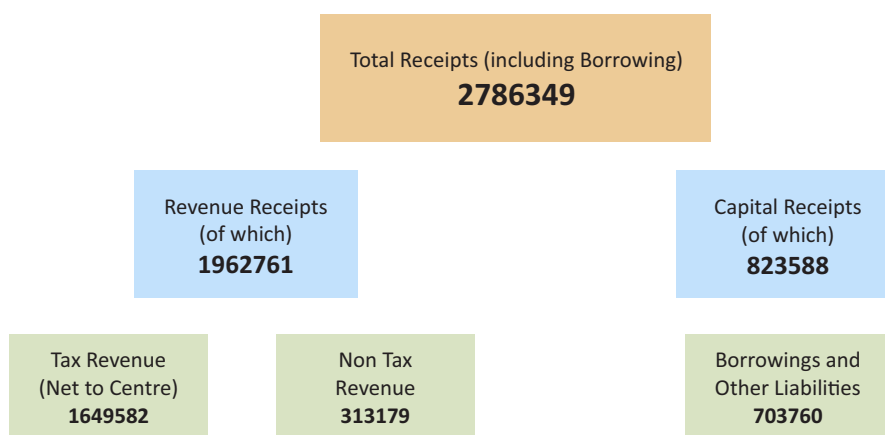 Total Receipts (including Borrowing)
2786349
Revenue Receipts
(of which)
1962761
Capital Receipts
(of which)
823588
Tax Revenue
(Net to Centre)
1649582
Non Tax
Revenue
313179
Borrowings and
Other Liabilities
703760